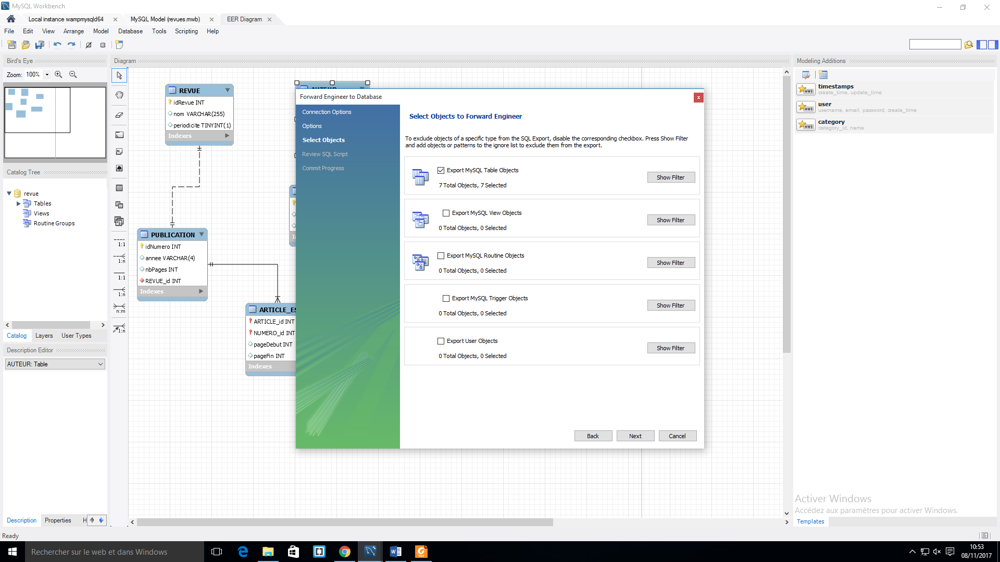 MySQL Workbench
Local instance wampmysqld64
MySQL Model (revues.mwb)
EER Diagram
File Edit View Arrange Model Database Tools Scripting Help
Bird's Eye
Zoom: 100%
Catalog Tree
revue
Tables
Views
Routine Groups
Catalog Layers User Types
Description Editor
AUTEUR: Table
Description Properties H
Ready
Diagram
1:1
1:n
1:1
1:n
n:m
1:n
REVUE
idRevue INT
nom VARCHAR(255)
periodicite TINYINT(1)
Indexes
PUBLICATION
idNumero INT
annee VARCHAR(4)
nbPages INT
REVUE_id INT
Indexes
ARTICLE_ES
ARTICLE_id INT
NUMERO_id INT
pageDebut INT
pageFin INT
Indexes
Forward Engineer to Database
Connection Options
Options
Select Objects
Review SQL Script
Commit Progress
Select Objects to Forward Engineer
To exclude objects of a specific type from the SQL Export, disable the corresponding checkbox. Press Show Filter
and add objects or patterns to the ignore list to exclude them from the export.
Export MySQL Table Objects
7 Total Objects, 7 Selected
Show Filter
Export MySQL View Objects
0 Total Objects, 0 Selected
Show Filter
Export MySQL Routine Objects
0 Total Objects, 0 Selected
Show Filter
Export MySQL Trigger Objects
0 Total Objects, 0 Selected
Show Filter
Export User Objects
0 Total Objects, 0 Selected
Show Filter
Back Next Cancel
Modeling Additions
MWB
timestamps
create_time, update_time
MWB
user
username, email, password, create_time
MWB
category
category_id, name
Activer Windows
Accédez aux paramètres pour activer Windows.
Templates
Rechercher sur le web et dans Windows
10:53
08/11/2017